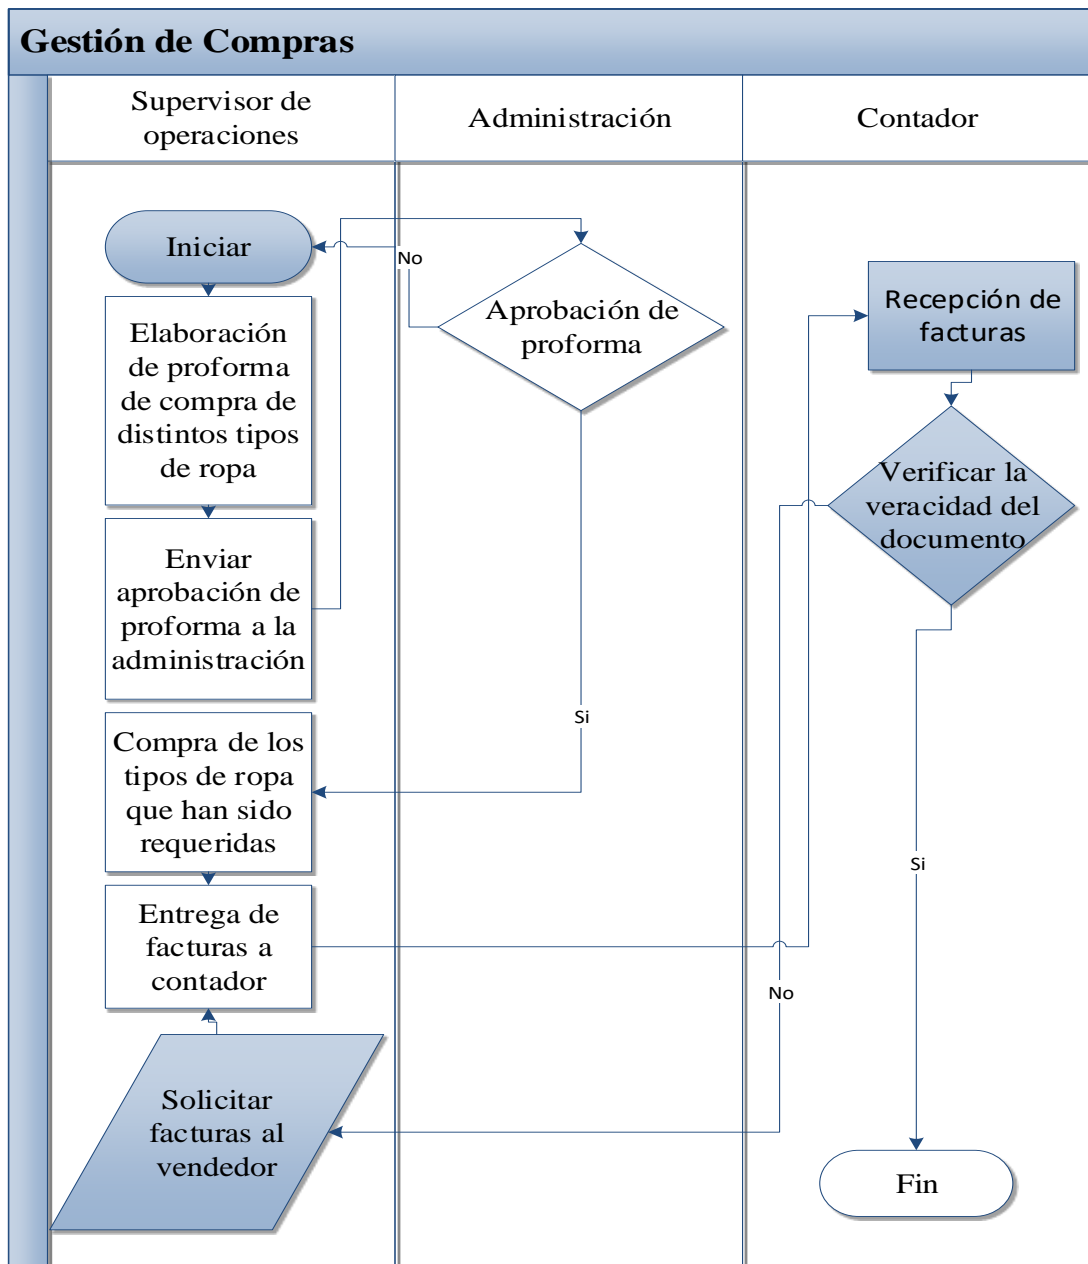 Gestión de Compras
Supervisor de
operaciones
Administración
Contador
Iniciar
No
Aprobación de
proforma
Recepción de
facturas
Elaboración
de proforma
de compra de
distintos tipos
de ropa
Verificar la
veracidad del
documento
Enviar
aprobación de
proforma a la
administración
Si
Compra de los
tipos de ropa
que han sido
requeridas
Si
Entrega de
facturas a
contador
No
Solicitar
facturas al
vendedor
Fin